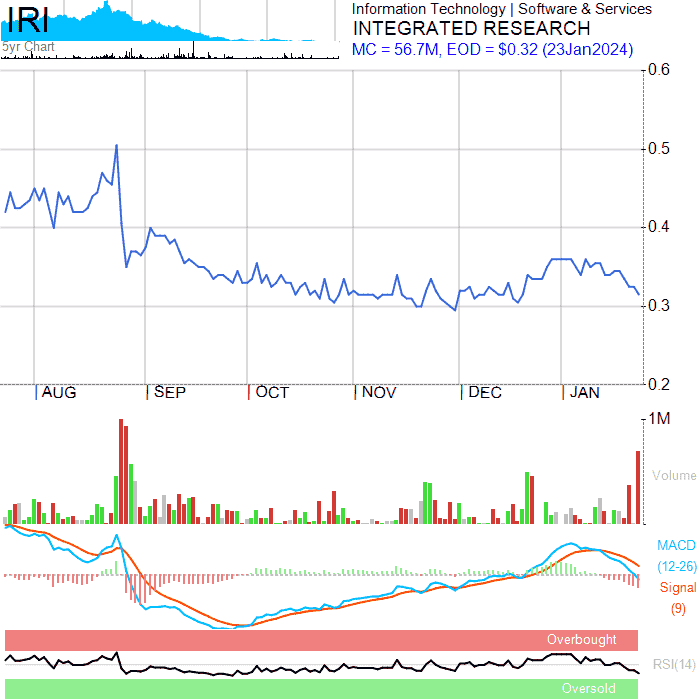 IRI
5yr Chart
Information Technology | Software & Services
INTEGRATED RESEARCH
MC = 56.7M, EOD = $0.32 (23Jan2024)
0.6
0.5
0.4
0.3
0.2
|AUG |SEP |OCT |NOV |DEC |JAN
1M
Volume
MACD
(12-26)
Signal
(9)
Overbought
RSI(14)
Oversold